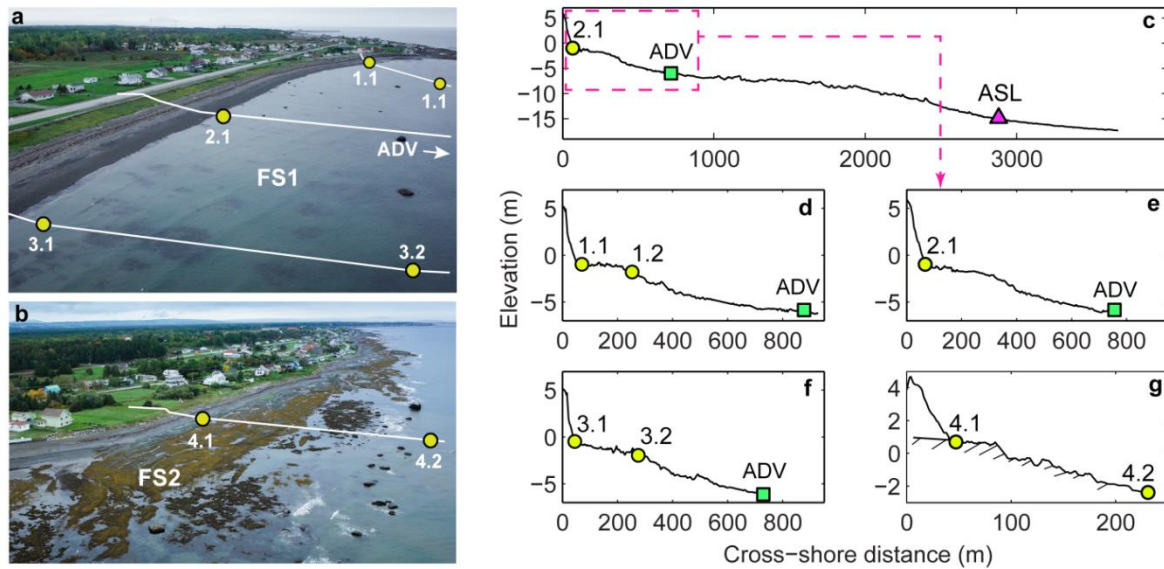 a
1.1
1.1
2.1
ADV
FS1
3.1
3.2
b
4.1
4.2
FS2
c
5
0
−5
−10
−15
2.1
ADV
ASL
0 1000 2000 3000
Elevation (m)
d
5
0
−5
1.1 1.2
ADV
0 200 400 600 800
e
5
0
−5
2.1
ADV
0 200 400 600 800
f
5
0
−5
3.1 3.2
ADV
0 200 400 600 800
g
4
2
0
−2
4.1
4.2
0 100 200
Cross−shore distance (m)